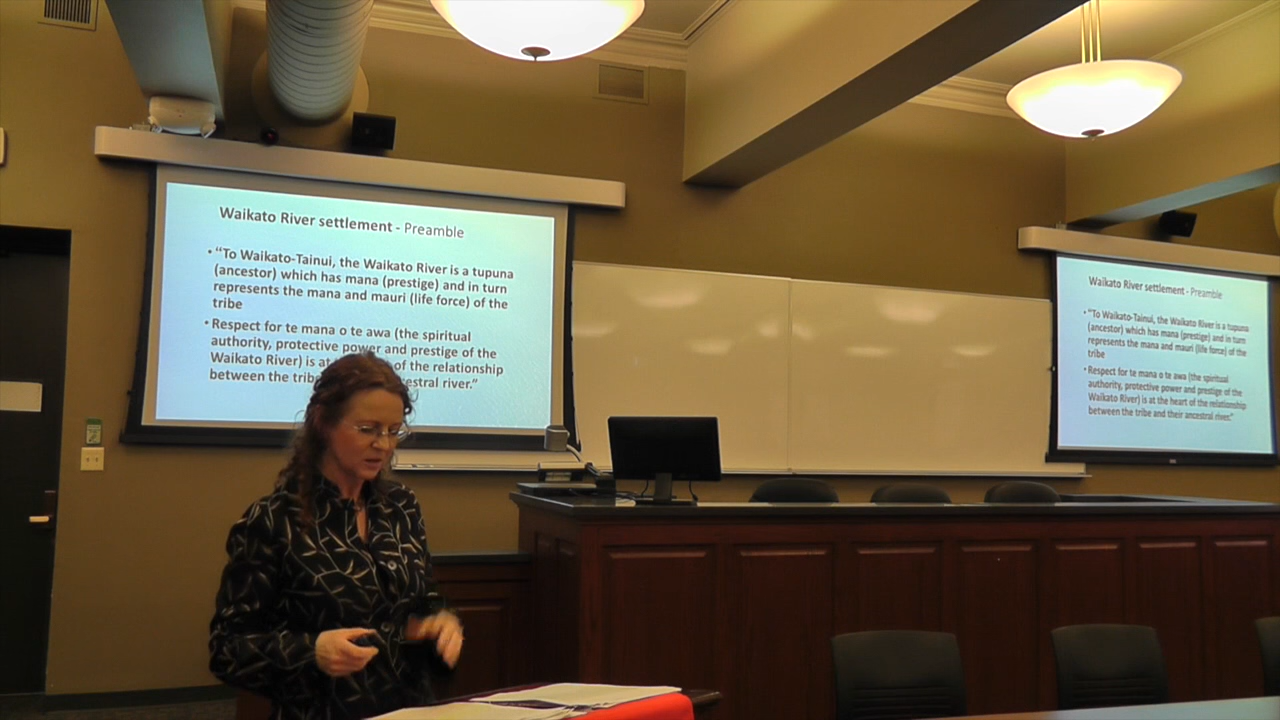 Waikato River settlement - Preamble
• “To Waikato-Tainui, the Waikato River is a tupuna
(ancestor) which has mana (prestige) and in turn
represents the mana and mauri (life force) of the
tribe
• Respect for te mana o te awa (the spiritual
authority, protective power and prestige of the
Waikato River) is at of the relationship
between the tribe ancestral river.”
Waikato River settlement - Preamble
• “To Waikato-Tainui, the Waikato River is a tupuna
(ancestor) which has mana (prestige) and in turn
represents the mana and mauri (life force) of the
tribe
• Respect for te mana o te awa (the spiritual
authority, protective power and prestige of the
Waikato River) is at the heart of the relationship
between the tribe and their ancestral river.”